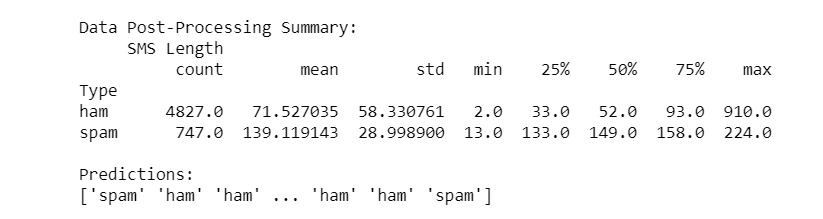 Data Post-Processing Summary:
SMS Length
count mean std min 25% 50% 75% max
Type
ham 4827.0 71.527035 58.330761 2.0 33.0 52.0 93.0 910.0
spam 747.0 139.119143 28.998900 13.0 133.0 149.0 158.0 224.0
Predictions:
['spam' 'ham' 'ham' ... 'ham' 'ham' 'spam']